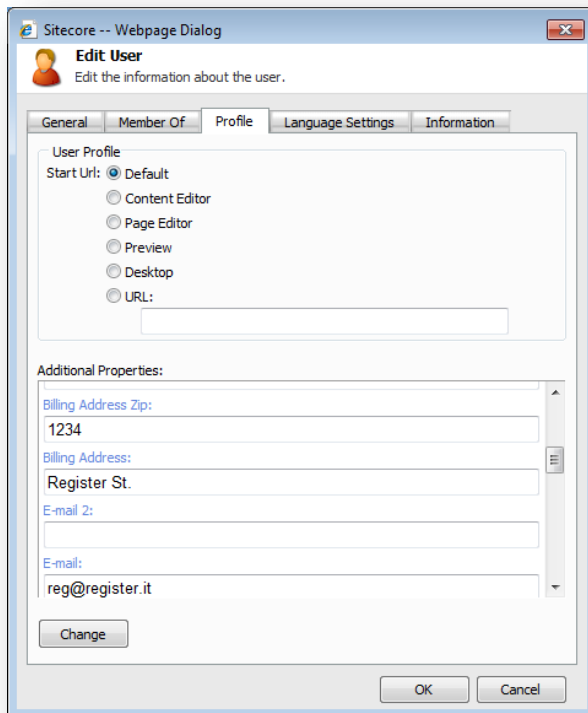 Sitecore -- Webpage Dialog
Edit User
Edit the information about the user.
General Member Of Profile Language Settings Information
User Profile
Start Url: Default
Content Editor
Page Editor
Preview
Desktop
URL:
Additional Properties:
Billing Address Zip:
1234
Billing Address:
Register St.
E-mail 2:
E-mail:
reg@register.it
Change
OK Cancel